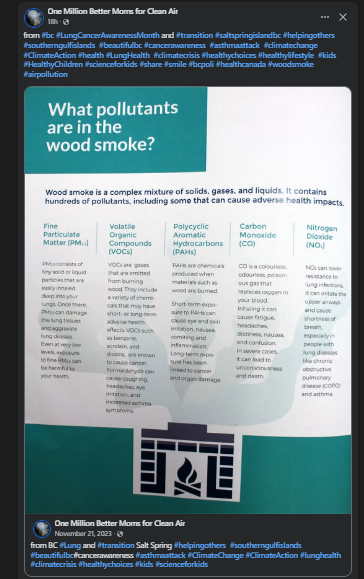 One Million Better Moms for Clean Air
18h ·
from #bc #LungCancerAwarenessMonth and #transition #saltspringislandbc #helpingothers
#southerngulfislands #beautifulbc #cancerawareness #asthmaattack #climatechange
#ClimateAction #health #LungHealth #climatecrisis #healthychoices #healthylifestyle #kids
#HealthyChildren #scienceforkids #share #smile #bcpoli #healthcanada #woodsmoke
#airpollution
What pollutants
are in the
wood smoke?
Wood smoke is a complex mixture of solids, gases, and liquids. It contains
hundreds of pollutants, including some that can cause adverse health impacts.
Fine
Particulate
Matter (PM₂.₅)
PM2.5 consists of
tiny solid or liquid
particles that are
easily inhaled
deep into your
lungs. Once there,
PM2.5 can damage
the lung tissues
and aggravate
lung disease.
Even at very low
levels, exposure
to fine PM2.5 can
be harmful to
your health.
Volatile
Organic
Compounds
(VOCs)
VOCs are gases
that are emitted
from burning
wood. They include
a variety of chemi-
cals that may have
short- or long-term
adverse health
effects. VOCs such
as benzene,
acrolein, and
dioxins, are known
to cause cancer.
Formaldehyde can
cause coughing,
headaches, eye
irritation, and
increased asthma
symptoms.
Polycyclic
Aromatic
Hydrocarbons
(PAHs)
PAHs are chemicals
produced when
materials such as
wood are burned.
Short-term expo-
sure to PAHs can
cause eye and skin
irritation, nausea,
vomiting and
inflammation.
Long-term expo-
sure has been
linked to cancer
and organ damage.
Carbon
Monoxide
(CO)
CO is a colourless,
odourless, poison-
ous gas that
replaces oxygen in
your blood.
Inhaling it can
cause fatigue,
headaches,
dizziness, nausea,
and confusion.
In severe cases,
it can lead to
unconsciousness
and death.
Nitrogen
Dioxide
(NO₂)
NO₂ can lower
resistance to
lung infections,
it can irritate the
upper airways
and cause
shortness of
breath,
especially in
people with
lung diseases
like chronic
obstructive
pulmonary
disease (COPD)
and asthma.
One Million Better Moms for Clean Air
November 21, 2023 ·
from BC #Lung and #transition Salt Spring #helpingothers #southerngulfislands
#beautifulbc#cancerawareness #asthmaattack #ClimateChange #ClimateAction #lunghealth
#climatecrisis #healthychoices #kids #scienceforkids